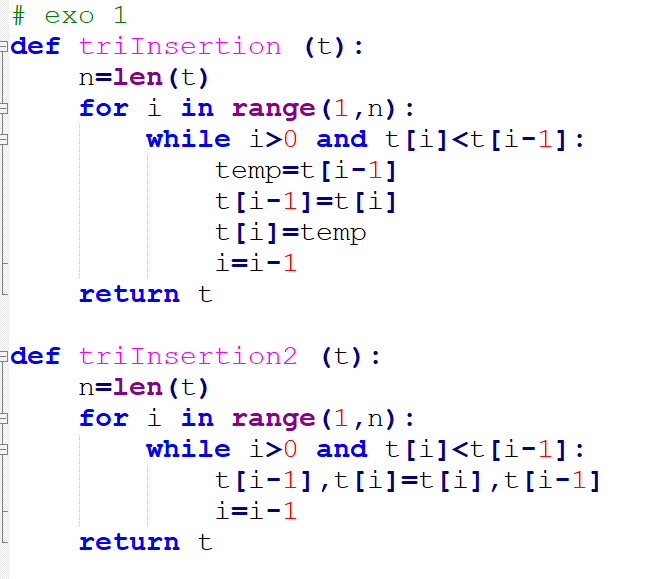 # exo 1
def triInsertion (t):
    n=len(t)
    for i in range(1,n):
        while i>0 and t[i]<t[i-1]:
            temp=t[i-1]
            t[i-1]=t[i]
            t[i]=temp
            i=i-1
    return t

def triInsertion2 (t):
    n=len(t)
    for i in range(1,n):
        while i>0 and t[i]<t[i-1]:
            t[i-1],t[i]=t[i],t[i-1]
            i=i-1
    return t